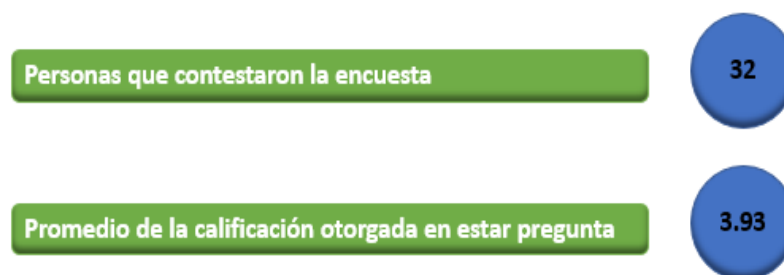 Personas que contestaron la encuesta
32
Promedio de la calificación otorgada en estar pregunta
3.93